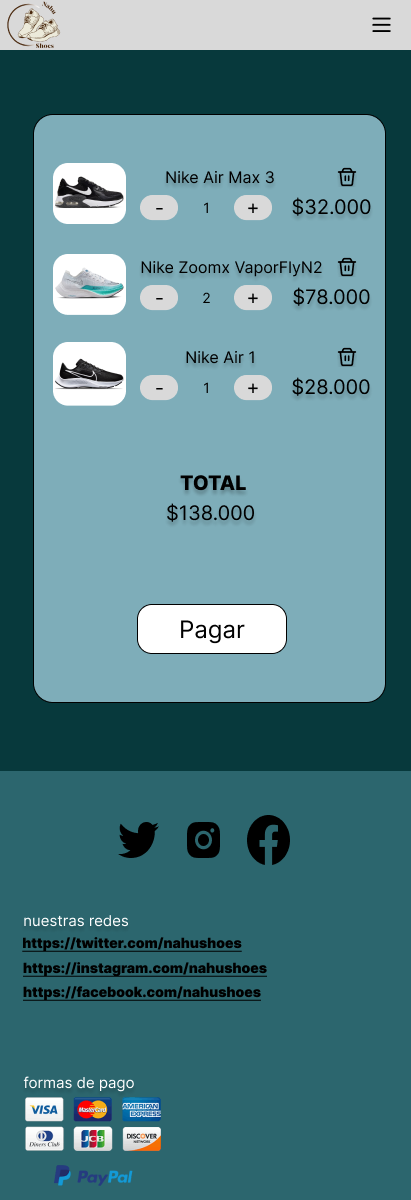 Nahu
Shoes
Nike Air Max 3
- 1 + $32.000
Nike Zoomx VaporFlyN2
- 2 + $78.000
Nike Air 1
- 1 + $28.000
TOTAL
$138.000
Pagar
nuestras redes
https://twitter.com/nahushoes
https://instagram.com/nahushoes
https://facebook.com/nahushoes
formas de pago
VISA MasterCard AMERICAN EXPRESS
Diners Club JCB DISCOVER NETWORK
PayPal